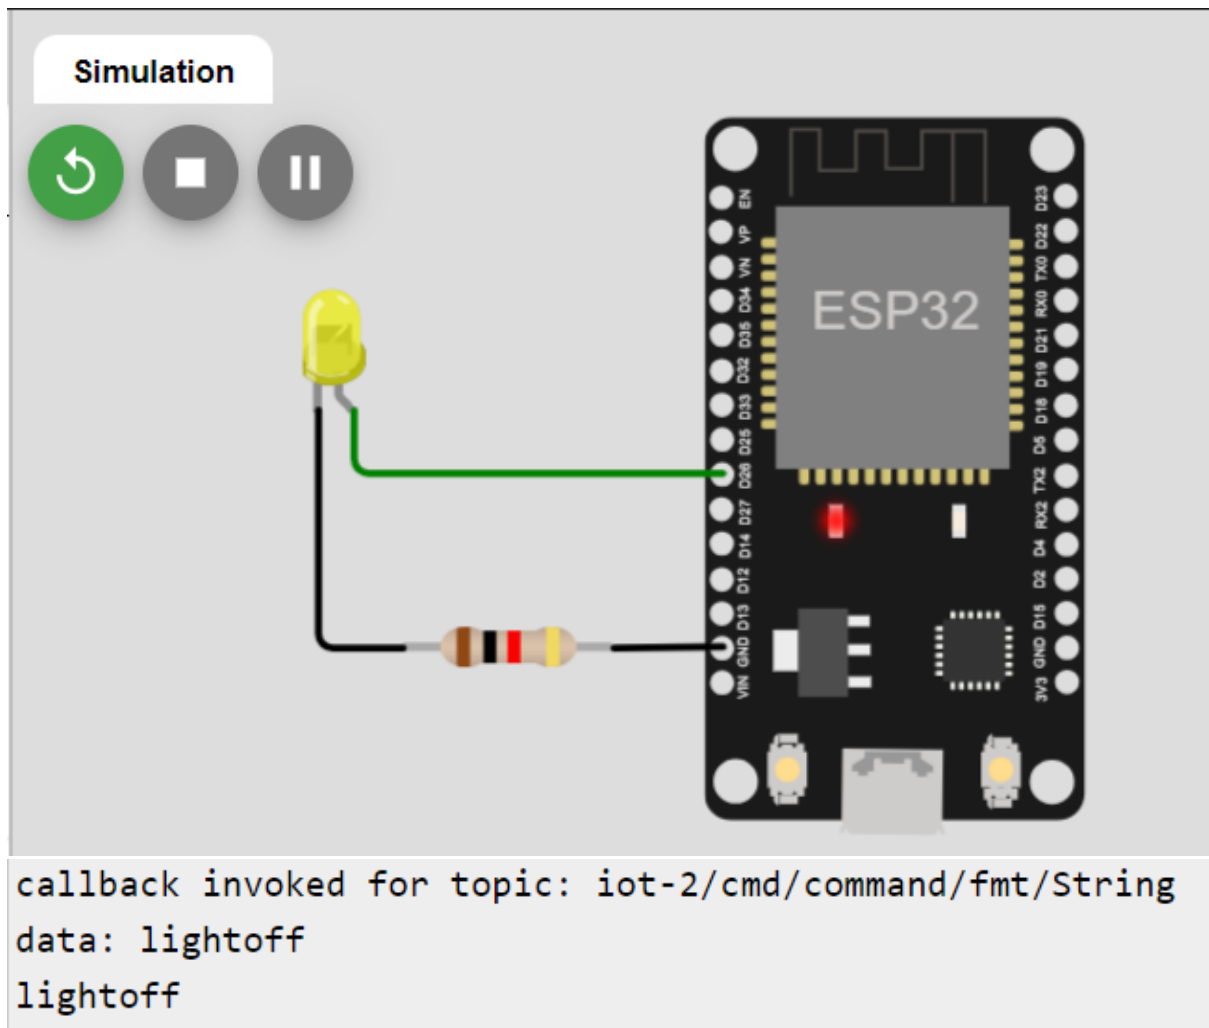 Simulation
ESP32
EN
VP
VN
D34
D35
D32
D33
D25
D26
D27
D14
D12
D13
GND
VIN
D23
D22
TX0
RX0
D21
D19
D18
D5
TX2
RX2
D4
D2
D15
GND
3V3
callback invoked for topic: iot-2/cmd/command/fmt/String
data: lightoff
lightoff